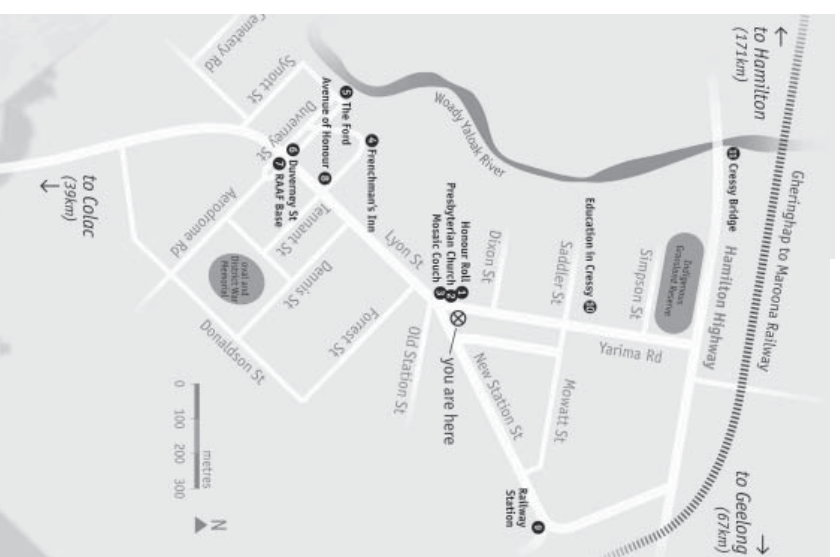 to Hamilton
(171km)
Gheringhap to Maroona Railway
11 Cressy Bridge
Hamilton Highway
to Geelong
(67km)
Indigenous
Grassland Reserve
Simpson St
Yarima Rd
Education in Cressy 10
Saddler St
Mowatt St
Dixon St
New Station St
Railway
Station
9
Woady Yaloak River
Honour Roll 1
Presbyterian Church 2
Mosaic Couch 3
you are here
Old Station St
Lyon St
4 Frenchman's Inn
5 The Ford
Avenue of Honour 8
6 Duverney St
7 RAAF Base
Duverney St
Synott St
Cemetery Rd
Tennant St
Dennis St
Forrest St
Aerodrome Rd
Oval and
District War
Memorial
Donaldson St
to Colac
(39km)
0 100 200 300
metres
N